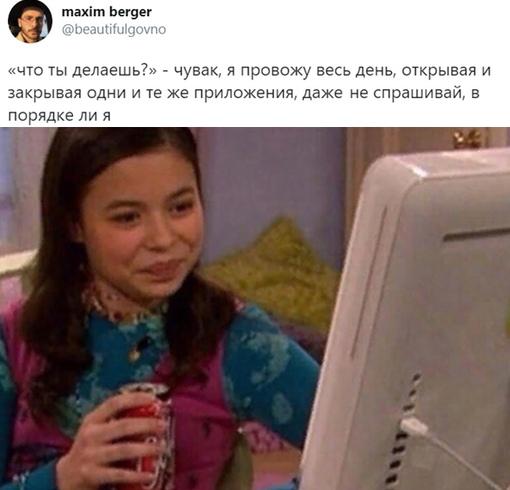 maxim berger
@beautifulgovno
«что ты делаешь?» - чувак, я провожу весь день, открывая и
закрывая одни и те же приложения, даже не спрашивай, в
порядке ли я